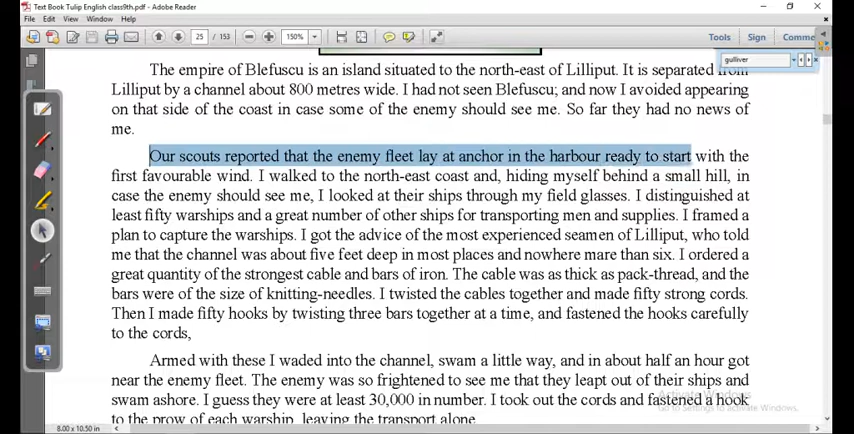 Text Book Tulip English class9th.pdf - Adobe Reader
File Edit View Window Help
25 / 153 150% Tools Sign Comme
gulliver
The empire of Blefuscu is an island situated to the north-east of Lilliput. It is separated from
Lilliput by a channel about 800 metres wide. I had not seen Blefuscu; and now I avoided appearing
on that side of the coast in case some of the enemy should see me. So far they had no news of
me.
Our scouts reported that the enemy fleet lay at anchor in the harbour ready to start with the
first favourable wind. I walked to the north-east coast and, hiding myself behind a small hill, in
case the enemy should see me, I looked at their ships through my field glasses. I distinguished at
least fifty warships and a great number of other ships for transporting men and supplies. I framed a
plan to capture the warships. I got the advice of the most experienced seamen of Lilliput, who told
me that the channel was about five feet deep in most places and nowhere mare than six. I ordered a
great quantity of the strongest cable and bars of iron. The cable was as thick as pack-thread, and the
bars were of the size of knitting-needles. I twisted the cables together and made fifty strong cords.
Then I made fifty hooks by twisting three bars together at a time, and fastened the hooks carefully
to the cords,
Armed with these I waded into the channel, swam a little way, and in about half an hour got
near the enemy fleet. The enemy was so frightened to see me that they leapt out of their ships and
swam ashore. I guess they were at least 30,000 in number. I took out the cords and fastened a hook
to the prow of each warship, leaving the transport alone.
Activate Windows
Go to Settings to activate Windows.
8.00 x 10.50 in